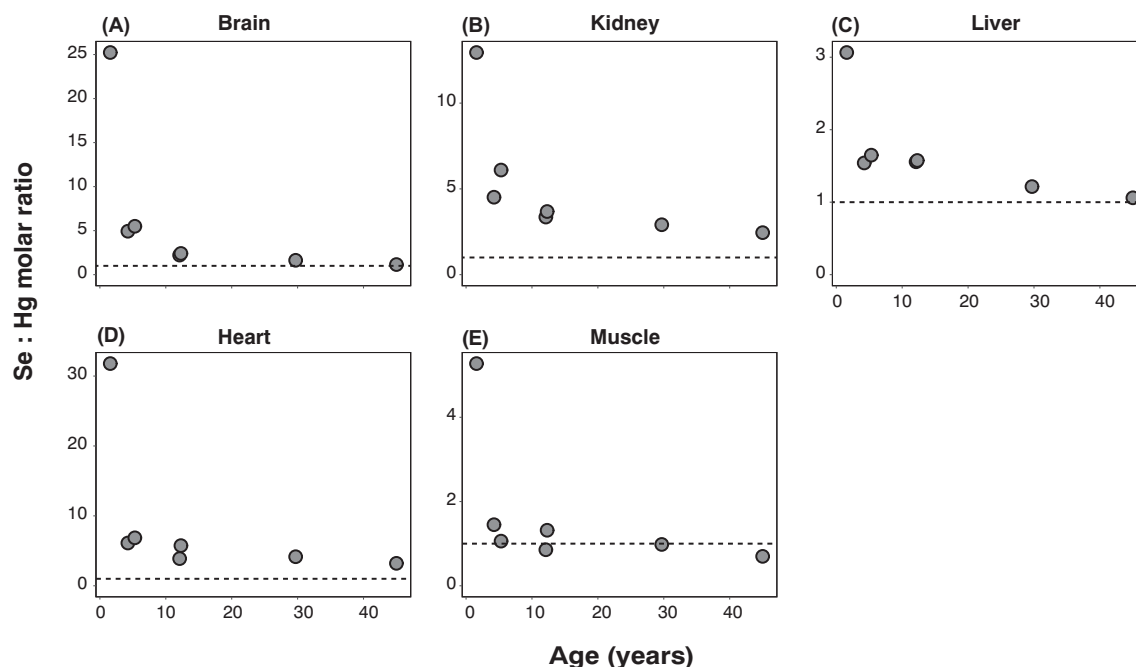 (A) Brain
25
20
15
10
5
0
(B) Kidney
10
5
0
(C) Liver
3
2
1
0
0 10 20 30 40
Se : Hg molar ratio
(D) Heart
30
20
10
0
0 10 20 30 40
(E) Muscle
4
2
0
0 10 20 30 40
Age (years)